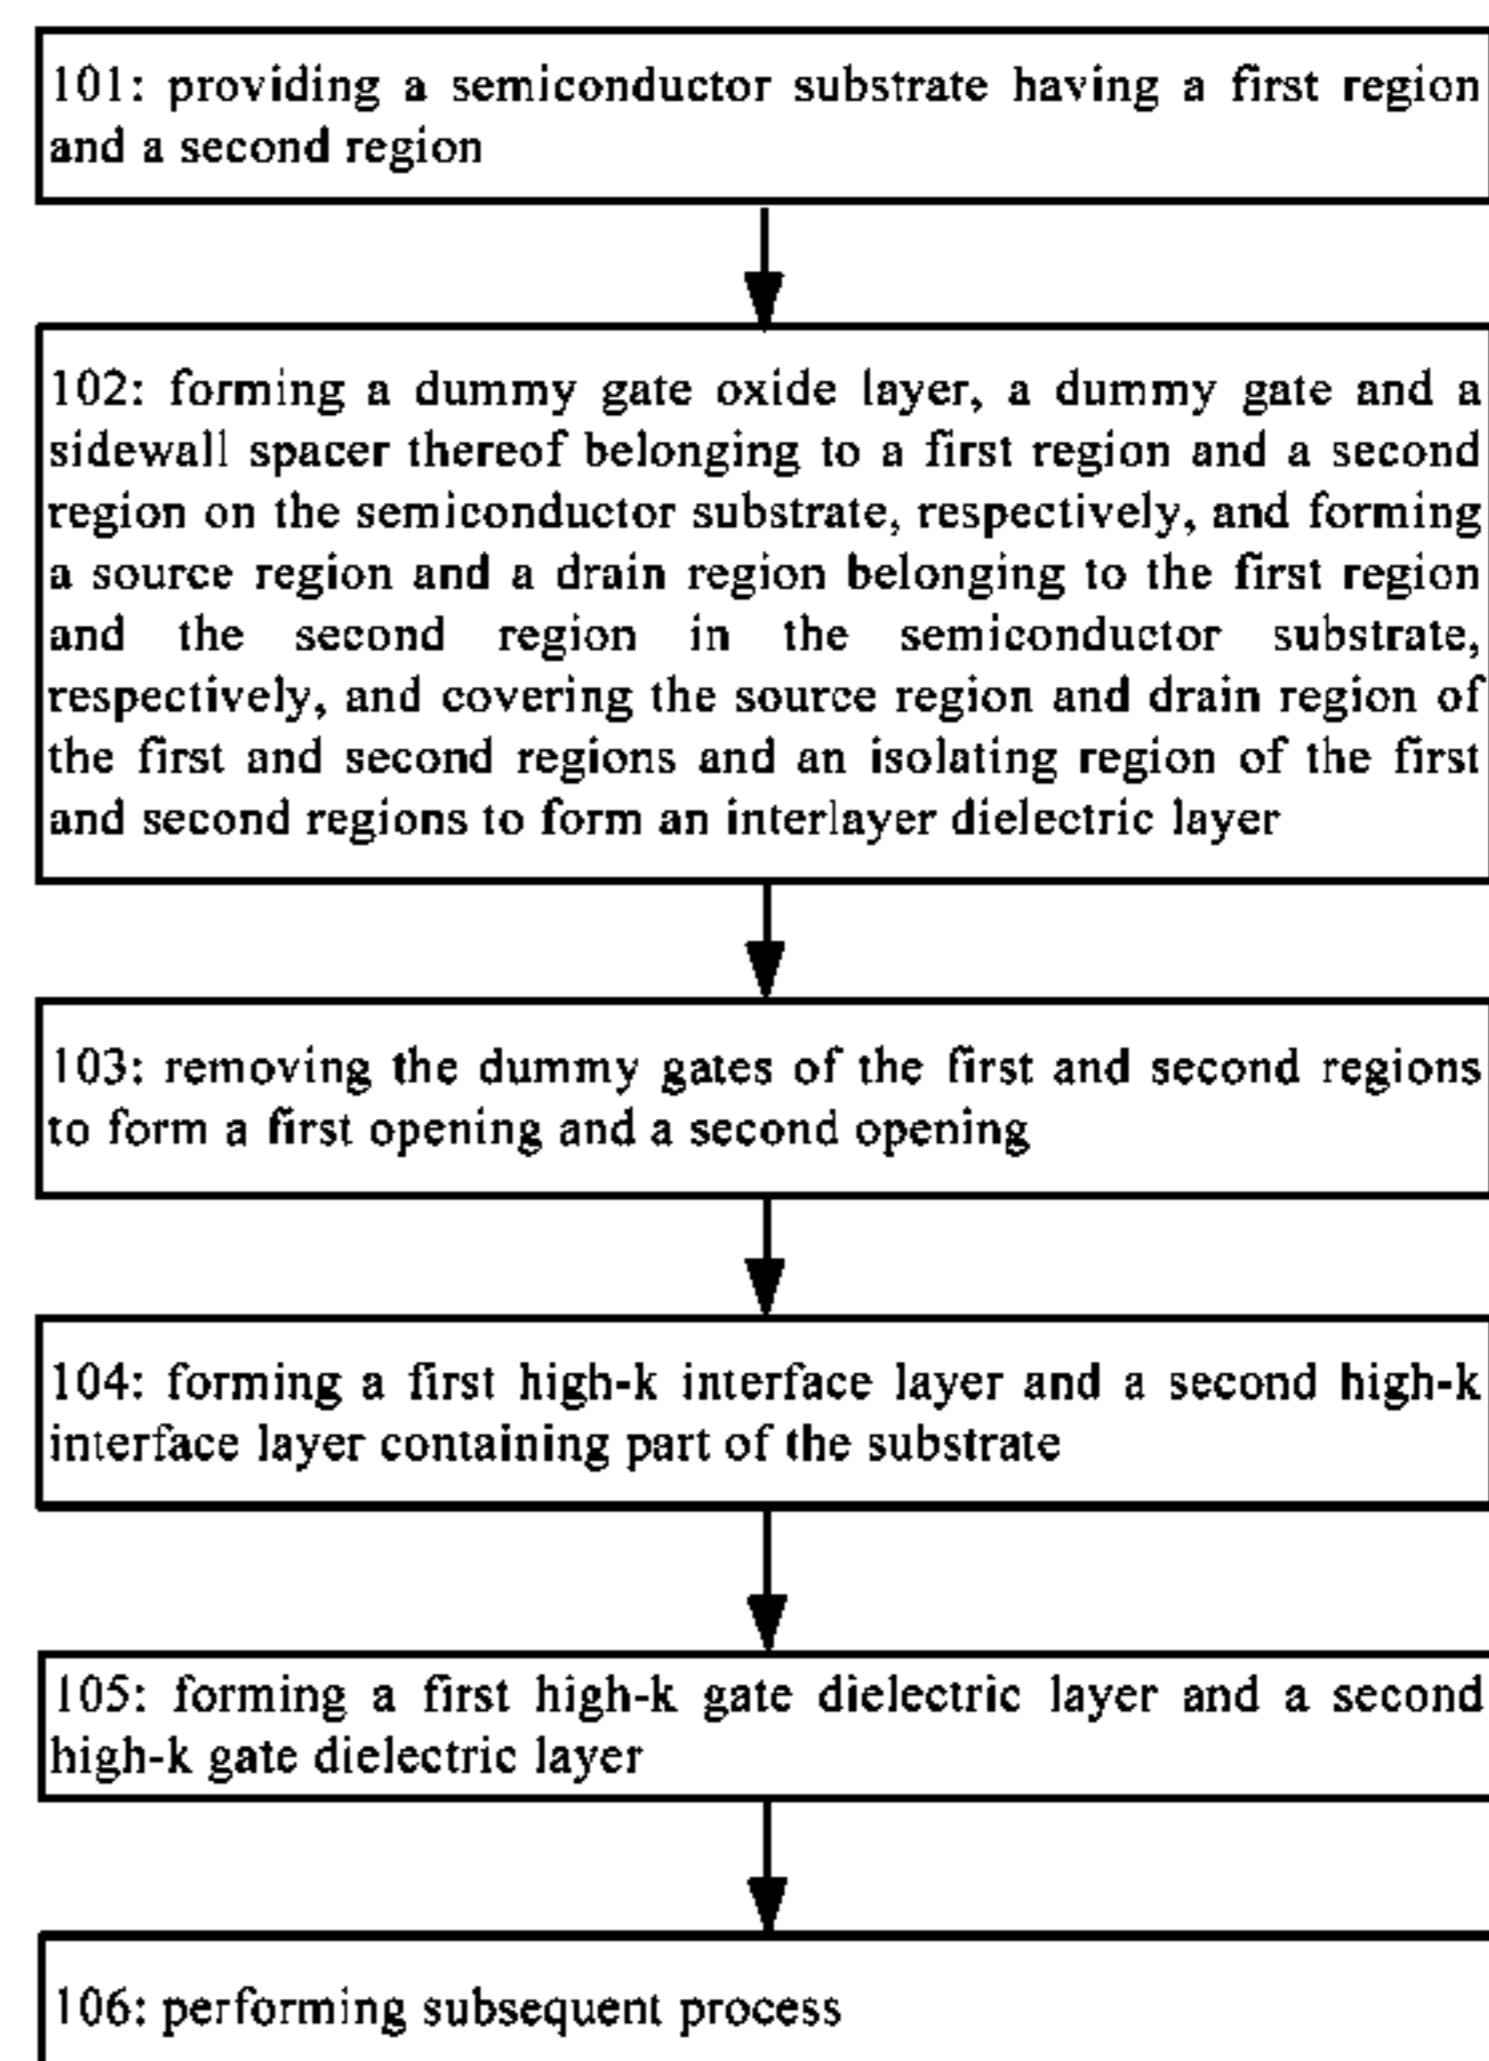 101: providing a semiconductor substrate having a first region
and a second region
102: forming a dummy gate oxide layer, a dummy gate and a
sidewall spacer thereof belonging to a first region and a second
region on the semiconductor substrate, respectively, and forming
a source region and a drain region belonging to the first region
and the second region in the semiconductor substrate,
respectively, and covering the source region and drain region of
the first and second regions and an isolating region of the first
and second regions to form an interlayer dielectric layer
103: removing the dummy gates of the first and second regions
to form a first opening and a second opening
104: forming a first high-k interface layer and a second high-k
interface layer containing part of the substrate
105: forming a first high-k gate dielectric layer and a second
high-k gate dielectric layer
106: performing subsequent process